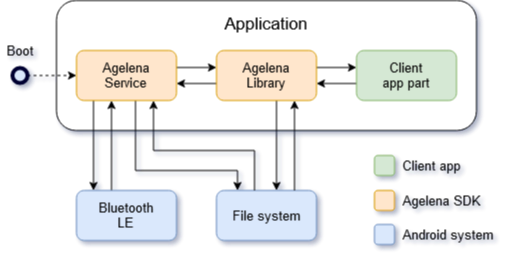 Application
Boot
Agelena
Service
Agelena
Library
Client
app part
Bluetooth
LE
File system
Client app
Agelena SDK
Android system